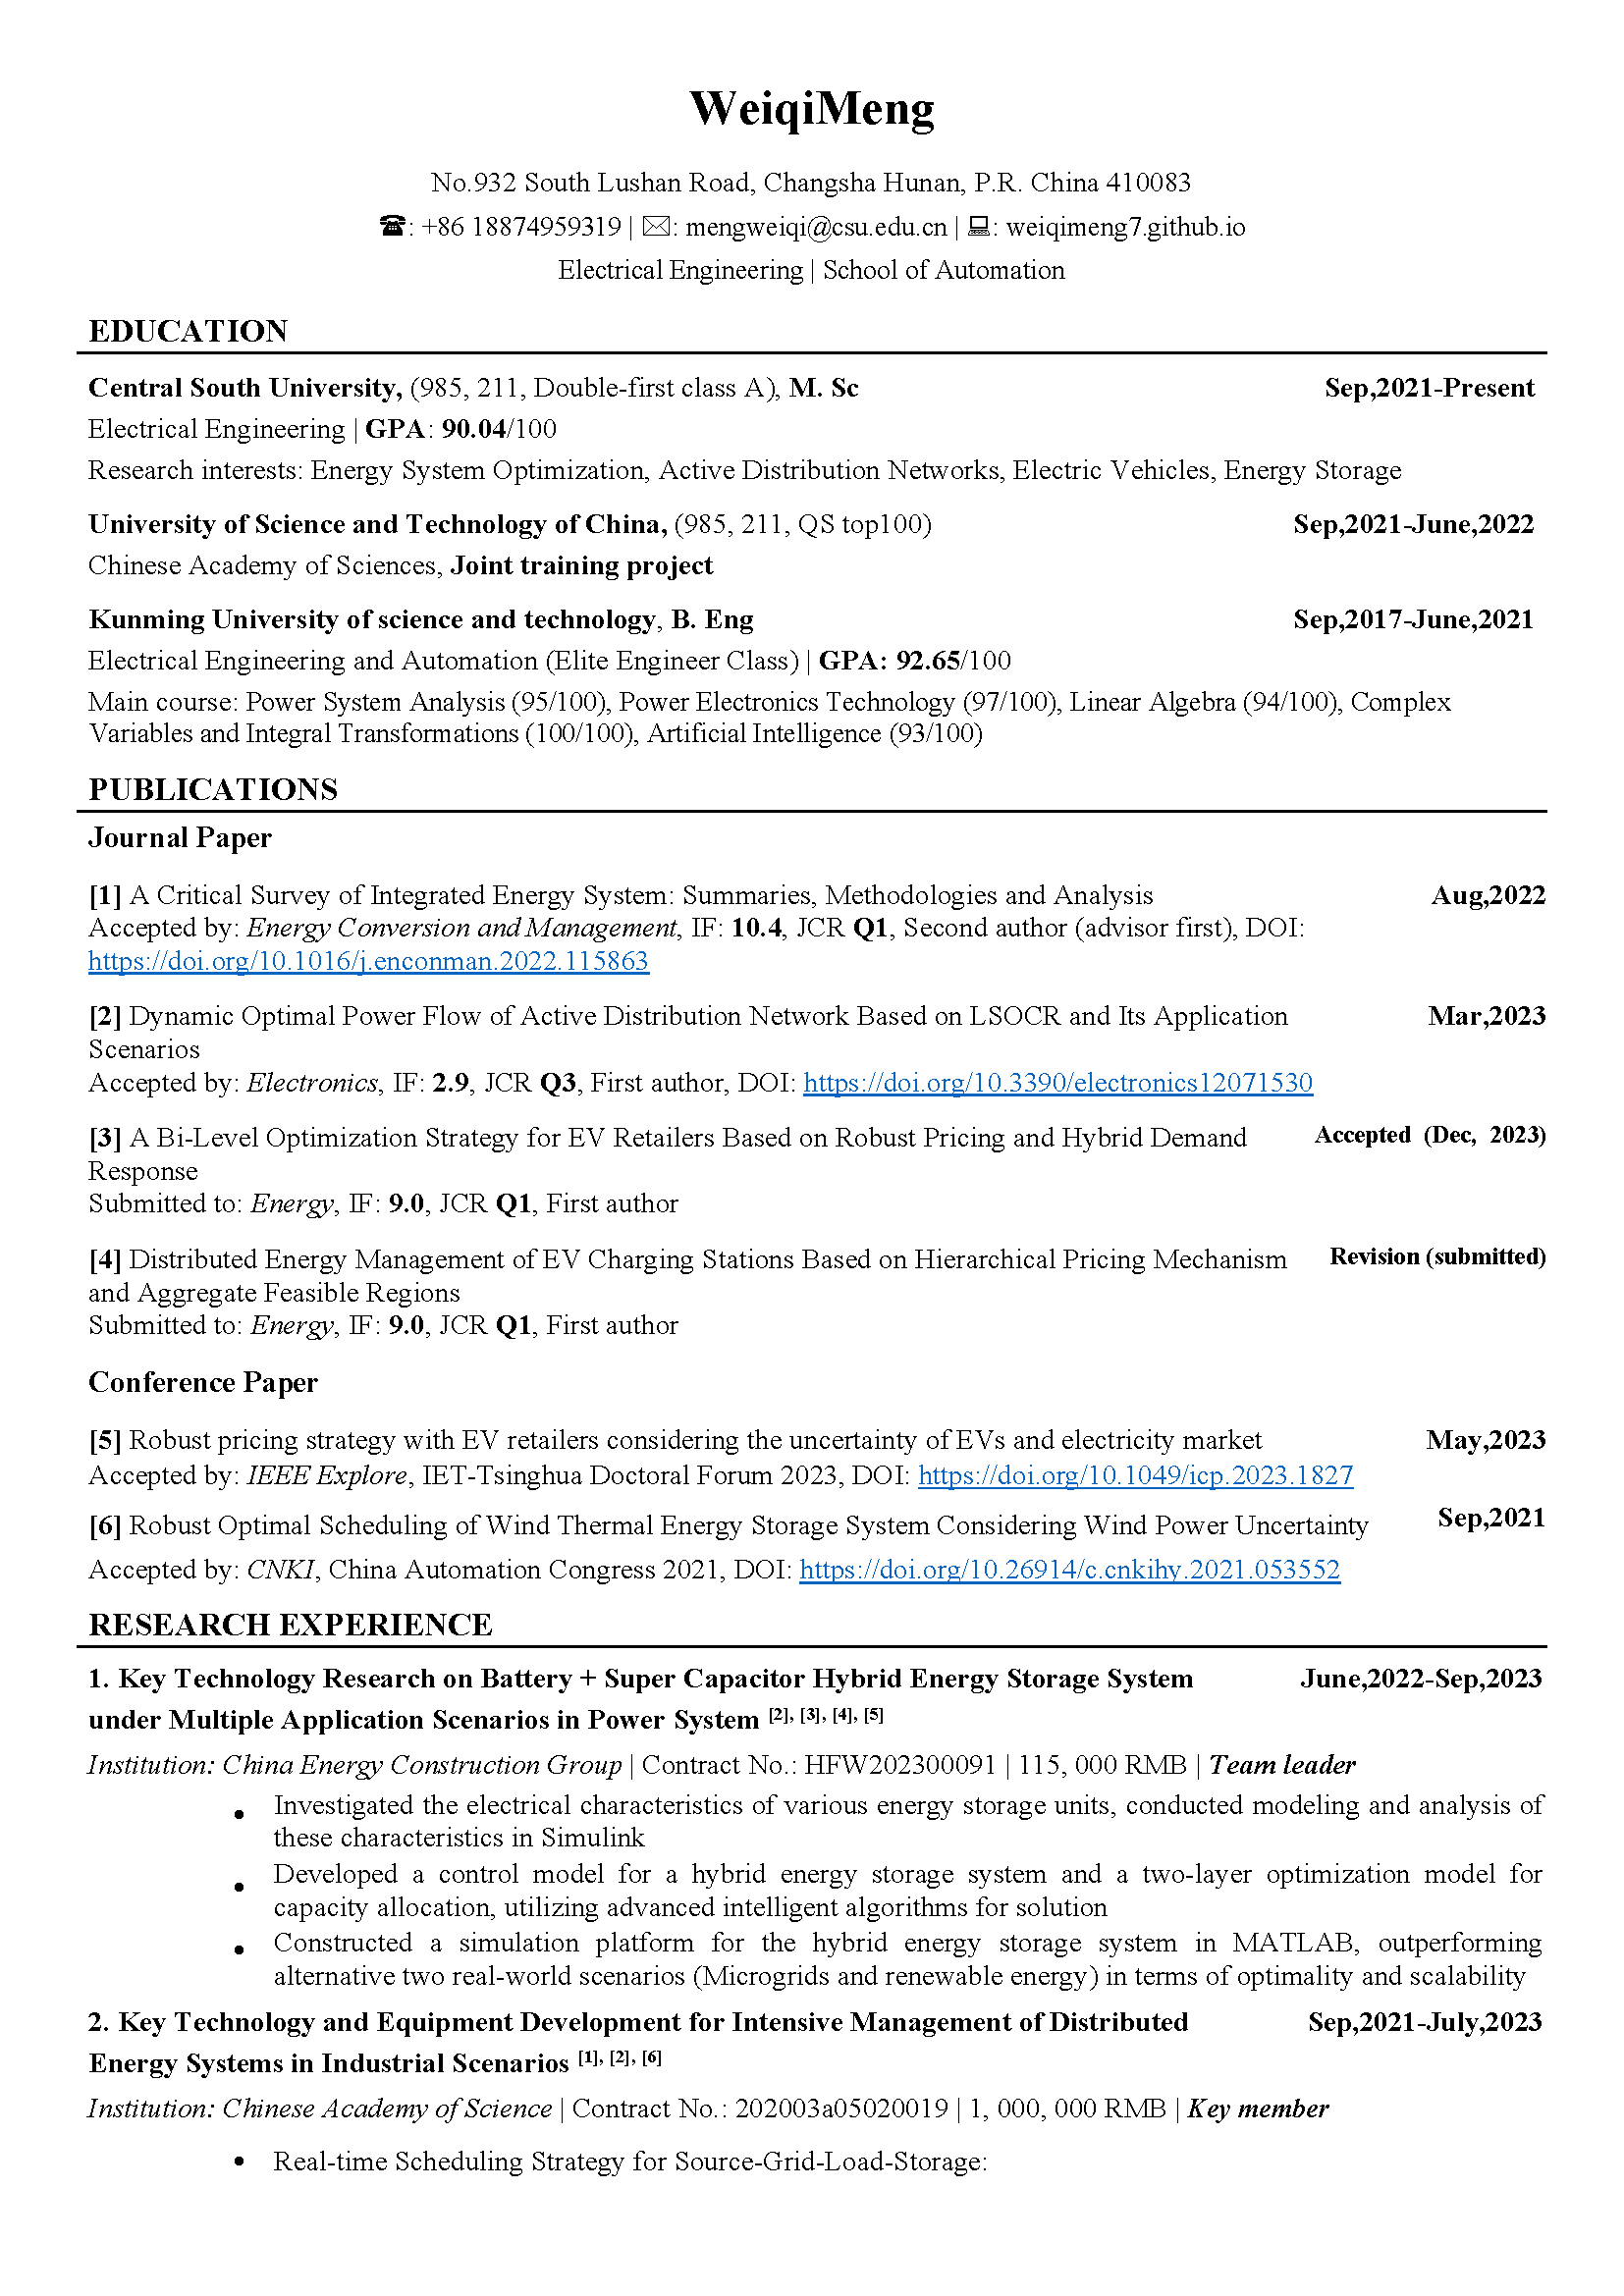 WeiqiMeng
No.932 South Lushan Road, Changsha Hunan, P.R. China 410083
☎: +86 18874959319 | ✉: mengweiqi@csu.edu.cn | 💻: weiqimeng7.github.io
Electrical Engineering | School of Automation
EDUCATION
Central South University, (985, 211, Double-first class A), M. Sc Sep,2021-Present
Electrical Engineering | GPA: 90.04/100
Research interests: Energy System Optimization, Active Distribution Networks, Electric Vehicles, Energy Storage
University of Science and Technology of China, (985, 211, QS top100) Sep,2021-June,2022
Chinese Academy of Sciences, Joint training project
Kunming University of science and technology, B. Eng Sep,2017-June,2021
Electrical Engineering and Automation (Elite Engineer Class) | GPA: 92.65/100
Main course: Power System Analysis (95/100), Power Electronics Technology (97/100), Linear Algebra (94/100), Complex
Variables and Integral Transformations (100/100), Artificial Intelligence (93/100)
PUBLICATIONS
Journal Paper
[1] A Critical Survey of Integrated Energy System: Summaries, Methodologies and Analysis Aug,2022
Accepted by: Energy Conversion and Management, IF: 10.4, JCR Q1, Second author (advisor first), DOI:
https://doi.org/10.1016/j.enconman.2022.115863
[2] Dynamic Optimal Power Flow of Active Distribution Network Based on LSOCR and Its Application Mar,2023
Scenarios
Accepted by: Electronics, IF: 2.9, JCR Q3, First author, DOI: https://doi.org/10.3390/electronics12071530
[3] A Bi-Level Optimization Strategy for EV Retailers Based on Robust Pricing and Hybrid Demand Accepted (Dec, 2023)
Response
Submitted to: Energy, IF: 9.0, JCR Q1, First author
[4] Distributed Energy Management of EV Charging Stations Based on Hierarchical Pricing Mechanism Revision (submitted)
and Aggregate Feasible Regions
Submitted to: Energy, IF: 9.0, JCR Q1, First author
Conference Paper
[5] Robust pricing strategy with EV retailers considering the uncertainty of EVs and electricity market May,2023
Accepted by: IEEE Explore, IET-Tsinghua Doctoral Forum 2023, DOI: https://doi.org/10.1049/icp.2023.1827
[6] Robust Optimal Scheduling of Wind Thermal Energy Storage System Considering Wind Power Uncertainty Sep,2021
Accepted by: CNKI, China Automation Congress 2021, DOI: https://doi.org/10.26914/c.cnkihy.2021.053552
RESEARCH EXPERIENCE
1. Key Technology Research on Battery + Super Capacitor Hybrid Energy Storage System June,2022-Sep,2023
under Multiple Application Scenarios in Power System [2], [3], [4], [5]
Institution: China Energy Construction Group | Contract No.: HFW202300091 | 115, 000 RMB | Team leader
• Investigated the electrical characteristics of various energy storage units, conducted modeling and analysis of
these characteristics in Simulink
• Developed a control model for a hybrid energy storage system and a two-layer optimization model for
capacity allocation, utilizing advanced intelligent algorithms for solution
• Constructed a simulation platform for the hybrid energy storage system in MATLAB, outperforming
alternative two real-world scenarios (Microgrids and renewable energy) in terms of optimality and scalability
2. Key Technology and Equipment Development for Intensive Management of Distributed Sep,2021-July,2023
Energy Systems in Industrial Scenarios [1], [2], [6]
Institution: Chinese Academy of Science | Contract No.: 202003a05020019 | 1, 000, 000 RMB | Key member
• Real-time Scheduling Strategy for Source-Grid-Load-Storage: